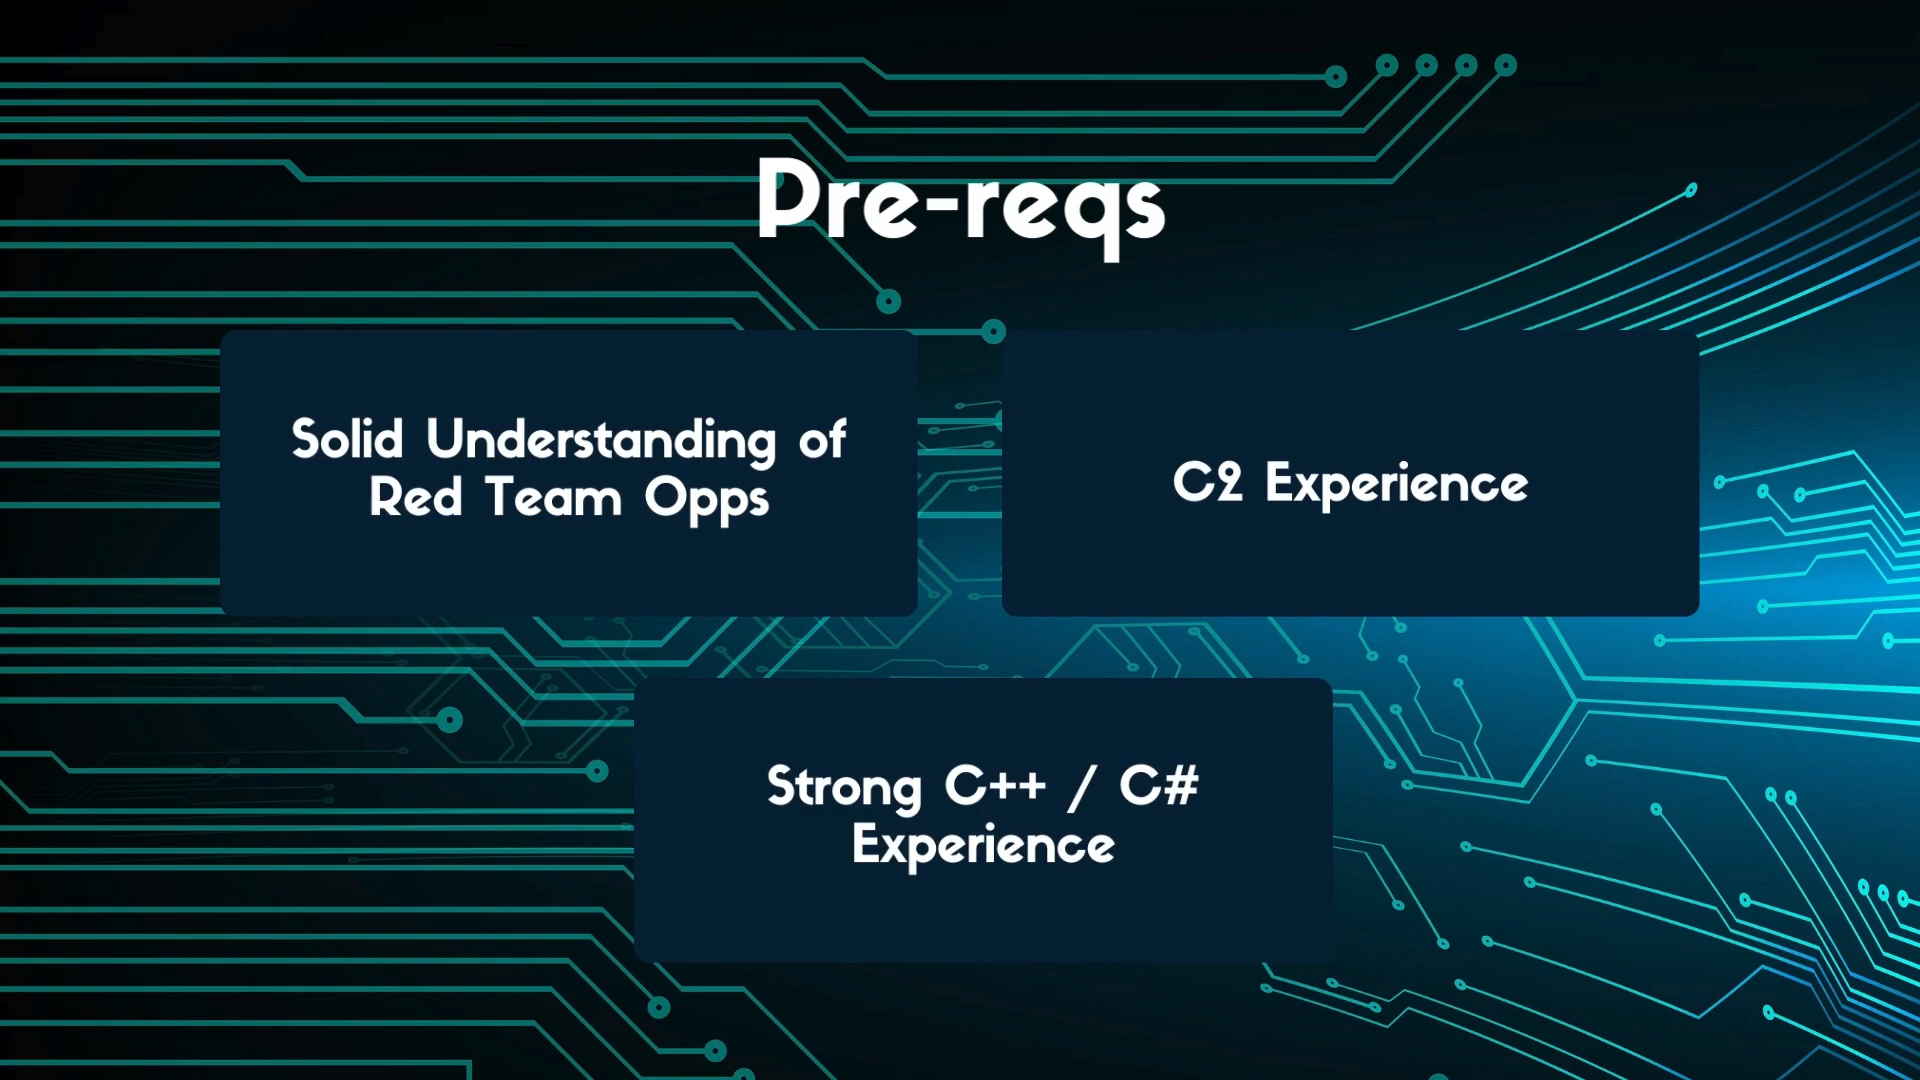 Pre-reqs
Solid Understanding of
Red Team Opps
C2 Experience
Strong C++ / C#
Experience